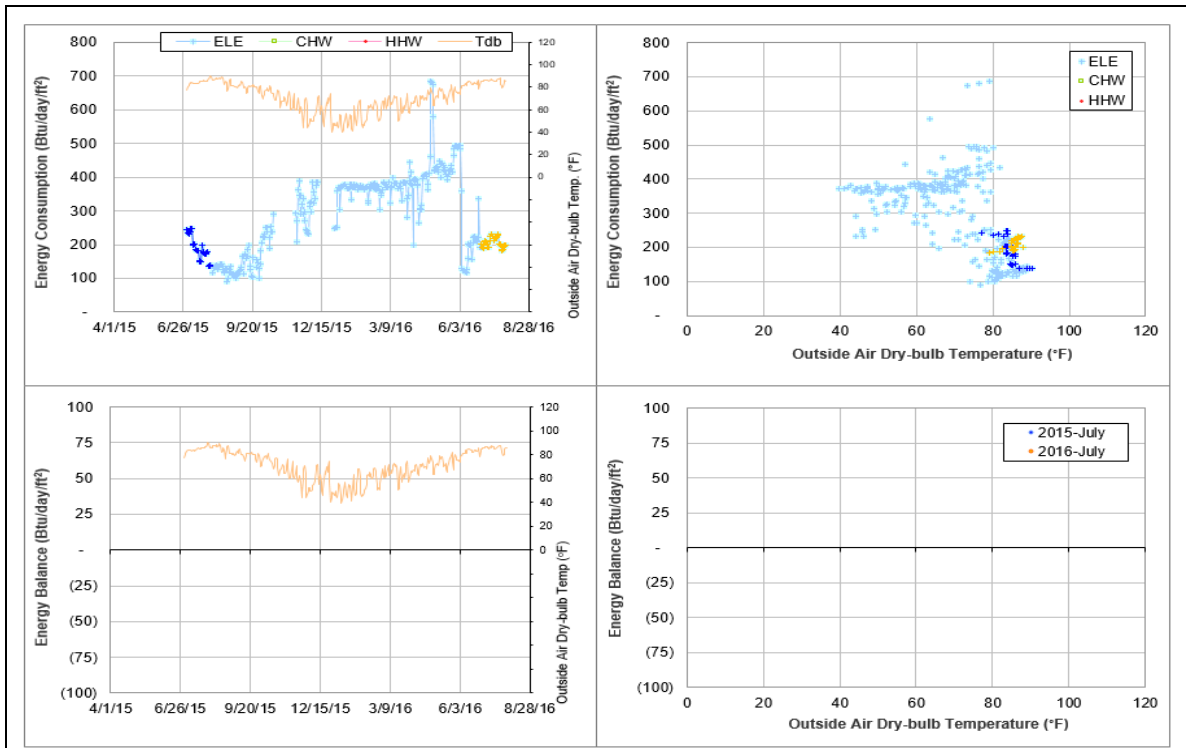 ELE CHW HHW Tdb
Energy Consumption (Btu/day/ft²)
800
700
600
500
400
300
200
100
-
120
100
80
60
40
20
0
Outside Air Dry-bulb Temp. (°F)
4/1/15 6/26/15 9/20/15 12/15/15 3/9/16 6/3/16 8/28/16
Energy Consumption (Btu/day/ft²)
800
700
600
500
400
300
200
100
-
ELE
CHW
HHW
0 20 40 60 80 100 120
Outside Air Dry-bulb Temperature (°F)
Energy Balance (Btu/day/ft²)
100
75
50
25
-
(25)
(50)
(75)
(100)
120
100
80
60
40
20
0
Outside Air Dry-bulb Temp (°F)
4/1/15 6/26/15 9/20/15 12/15/15 3/9/16 6/3/16 8/28/16
Energy Balance (Btu/day/ft²)
100
75
50
25
-
(25)
(50)
(75)
(100)
2015-July
2016-July
0 20 40 60 80 100 120
Outside Air Dry-bulb Temperature (°F)